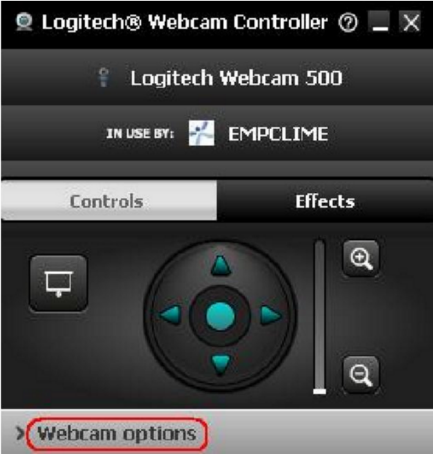 Logitech® Webcam Controller
Logitech Webcam 500
IN USE BY: EMPCLIME
Controls Effects
Webcam options